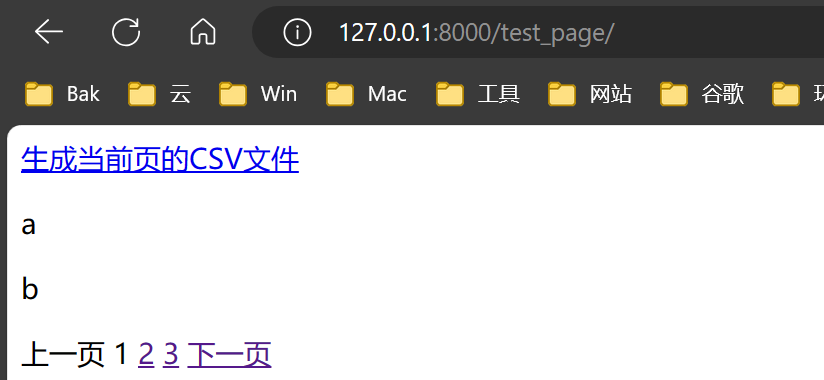 127.0.0.1:8000/test_page/
Bak 云 Win Mac 工具 网站 谷歌
生成当前页的CSV文件
a
b
上一页 1 2 3 下一页